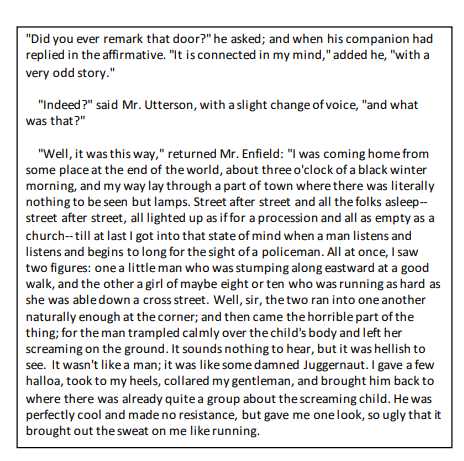 "Did you ever remark that door?" he asked; and when his companion had
replied in the affirmative. "It is connected in my mind," added he, "with a
very odd story."
"Indeed?" said Mr. Utterson, with a slight change of voice, "and what
was that?"
"Well, it was this way," returned Mr. Enfield: "I was coming home from
some place at the end of the world, about three o'clock of a black winter
morning, and my way lay through a part of town where there was literally
nothing to be seen but lamps. Street after street and all the folks asleep--
street after street, all lighted up as if for a procession and all as empty as a
church-- till at last I got into that state of mind when a man listens and
listens and begins to long for the sight of a policeman. All at once, I saw
two figures: one a little man who was stumping along eastward at a good
walk, and the other a girl of maybe eight or ten who was running as hard as
she was able down a cross street. Well, sir, the two ran into one another
naturally enough at the corner; and then came the horrible part of the
thing; for the man trampled calmly over the child's body and left her
screaming on the ground. It sounds nothing to hear, but it was hellish to
see. It wasn't like a man; it was like some damned Juggernaut. I gave a few
halloa, took to my heels, collared my gentleman, and brought him back to
where there was already quite a group about the screaming child. He was
perfectly cool and made no resistance, but gave me one look, so ugly that it
brought out the sweat on me like running.